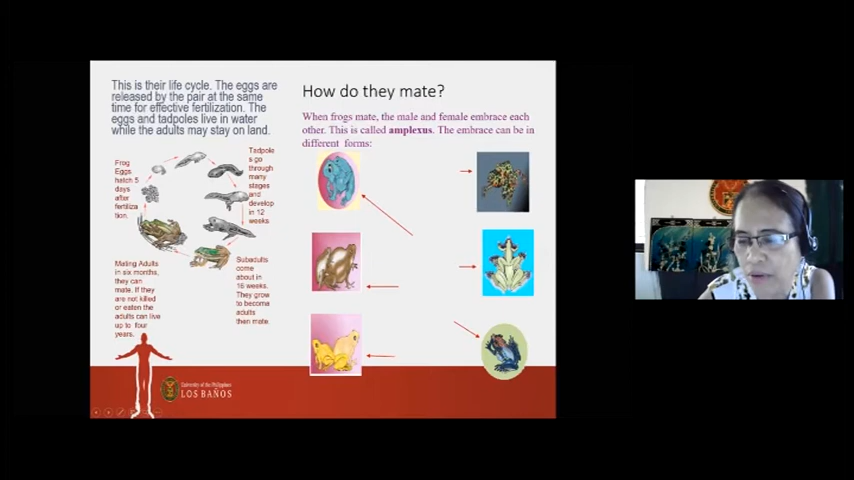 This is their life cycle. The eggs are
released by the pair at the same
time for effective fertilization. The
eggs and tadpoles live in water
while the adults may stay on land.
Frog
Eggs
hatch 5
days
after
fertiliza
tion.
Tadpole
s go
through
many
stages
and
develop
in 12
weeks
Mating Adults
in six months,
they can
mate. If they
are not killed
or eaten the
adults can live
up to four
years.
Subadults
come
about in
16 weeks.
They grow
to become
adults
then mate.
How do they mate?
When frogs mate, the male and female embrace each
other. This is called amplexus. The embrace can be in
different forms:
University of the Philippines
LOS BAÑOS